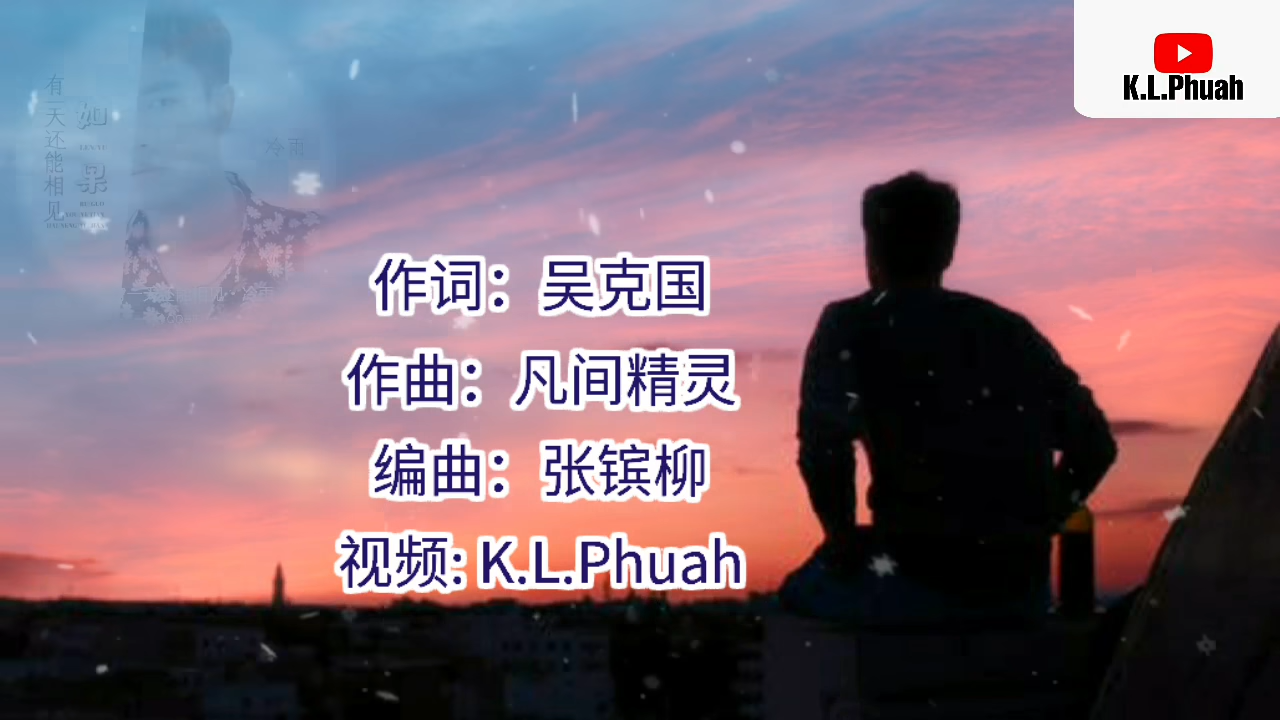 K.L.Phuah
有一天还能相见
如果
冷雨
作词：吴克国
作曲：凡间精灵
编曲：张镔柳
视频: K.L.Phuah